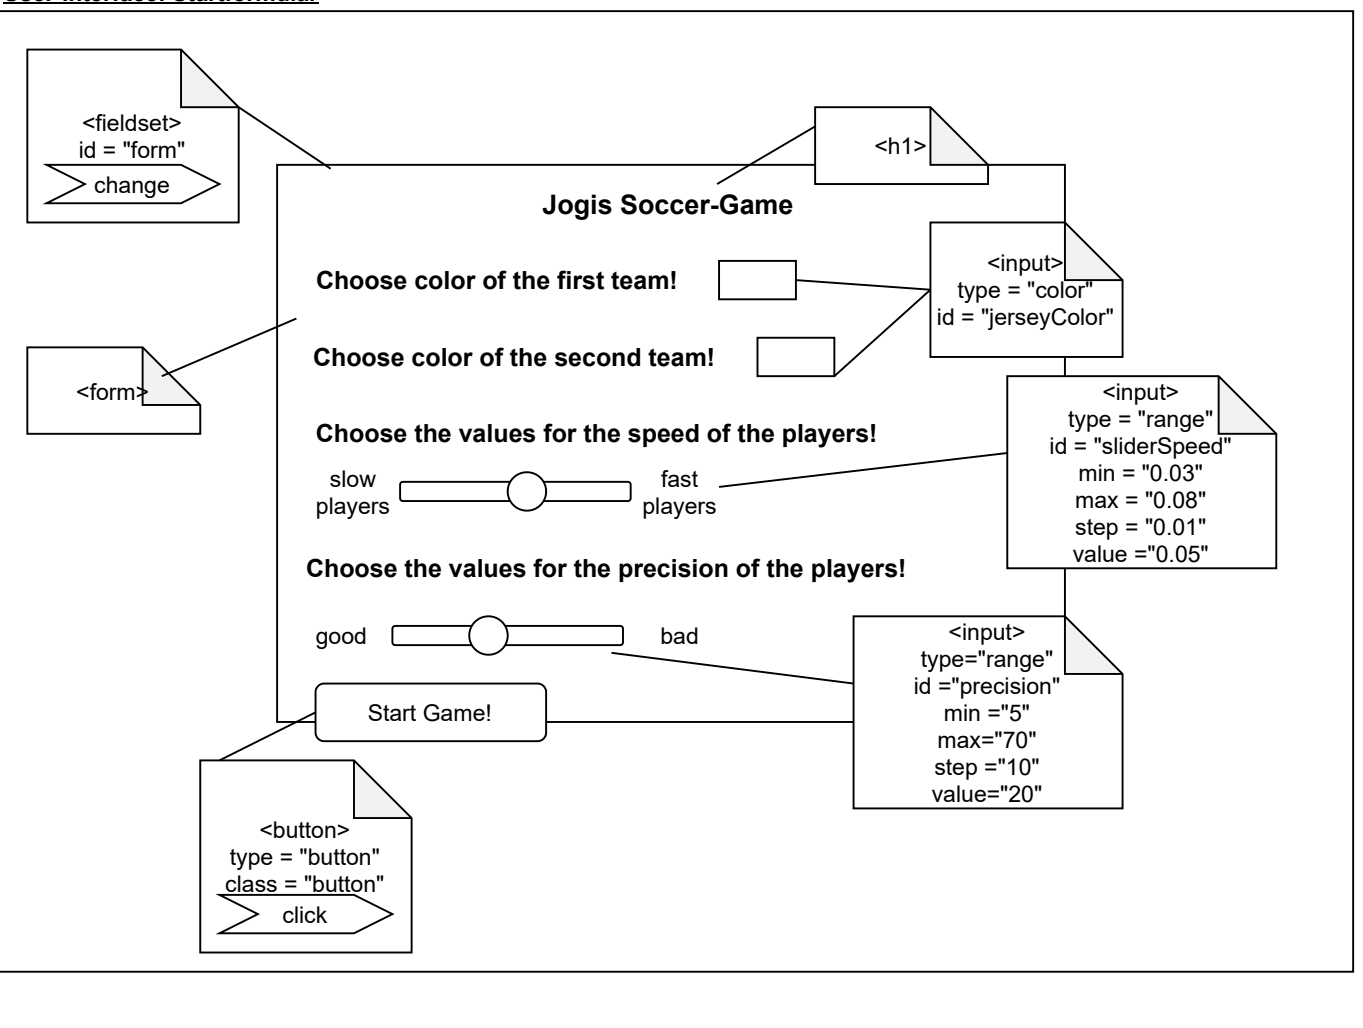 <fieldset>
id = "form"
change
<h1>
Jogis Soccer-Game
Choose color of the first team!
<input>
type = "color"
id = "jerseyColor"
Choose color of the second team!
<form>
Choose the values for the speed of the players!
slow
players
fast
players
<input>
type = "range"
id = "sliderSpeed"
min = "0.03"
max = "0.08"
step = "0.01"
value ="0.05"
Choose the values for the precision of the players!
good
bad
<input>
type="range"
id ="precision"
min ="5"
max="70"
step ="10"
value="20"
Start Game!
<button>
type = "button"
class = "button"
click